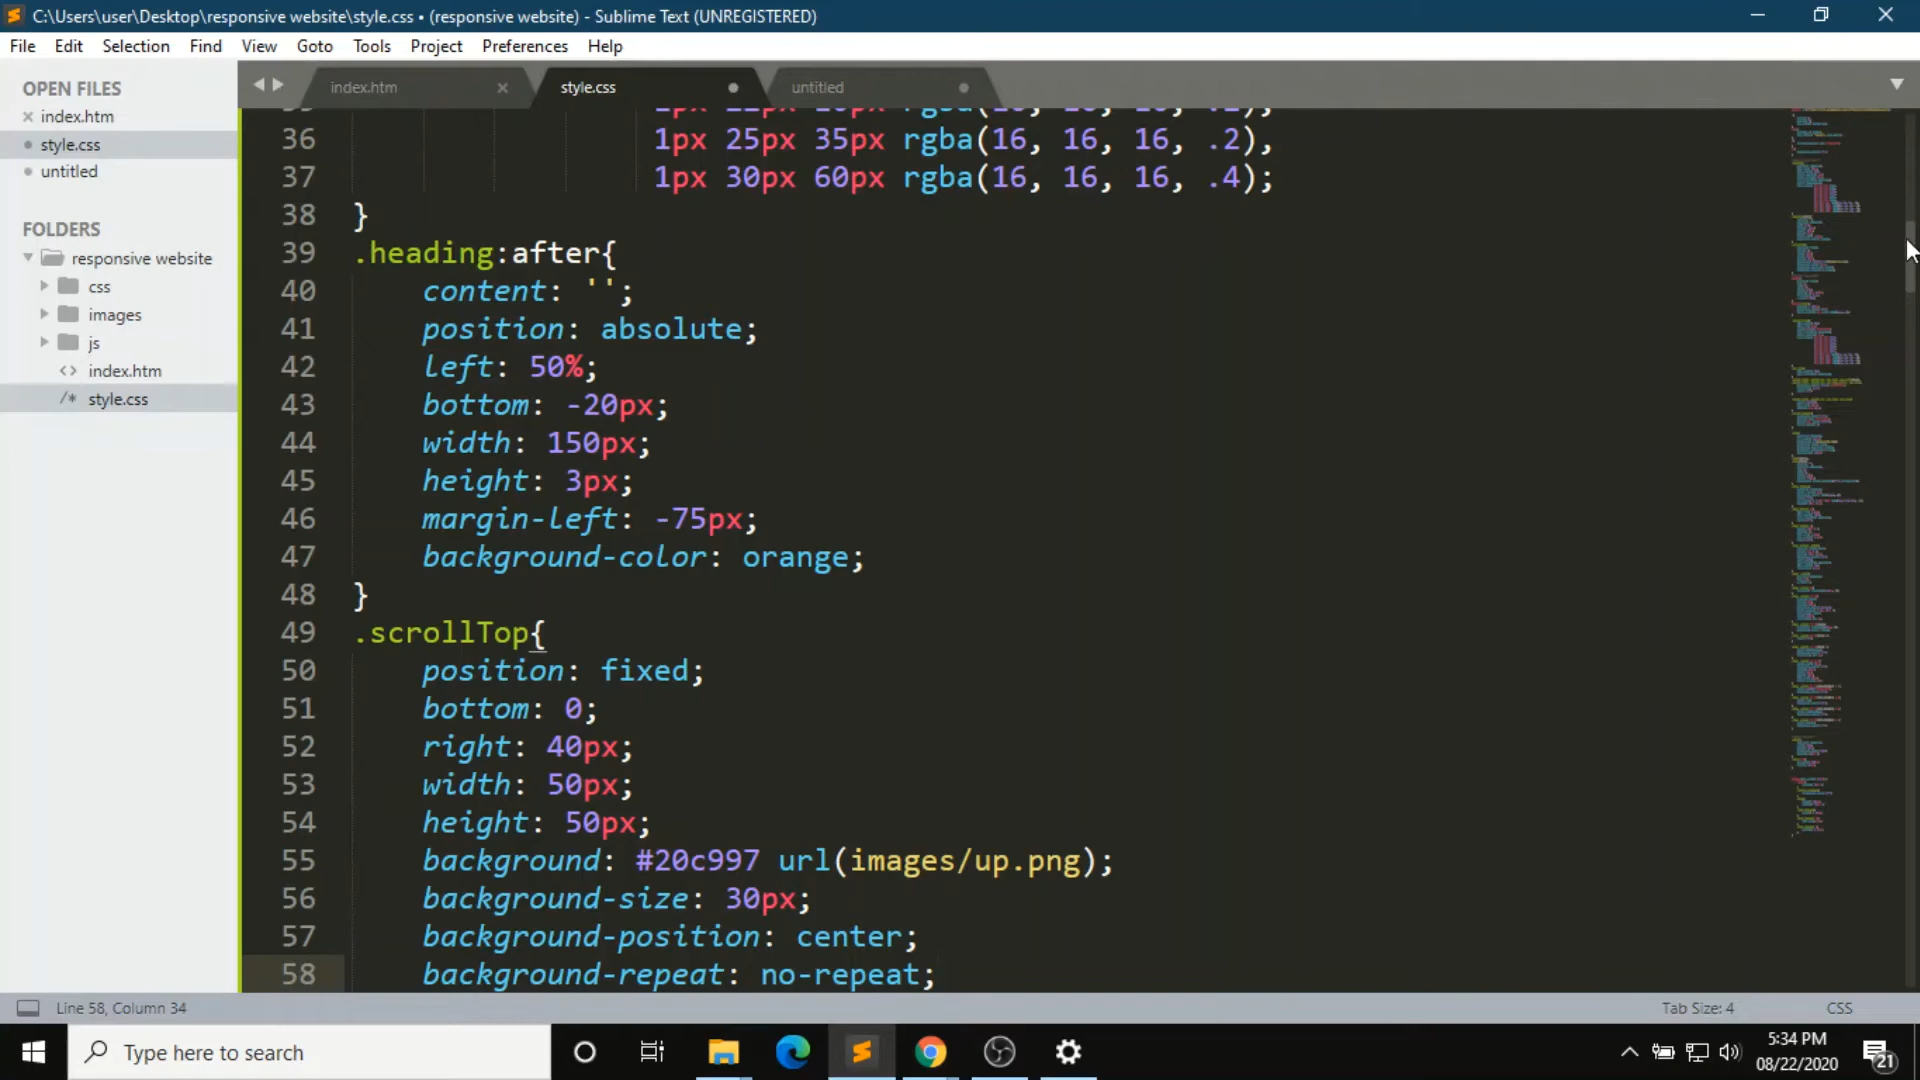 C:\Users\user\Desktop\responsive website\style.css • (responsive website) - Sublime Text (UNREGISTERED)
File Edit Selection Find View Goto Tools Project Preferences Help
OPEN FILES
index.htm
style.css
untitled
FOLDERS
responsive website
css
images
js
index.htm
style.css
index.htm style.css untitled
36 1px 25px 35px rgba(16, 16, 16, .2),
37 1px 30px 60px rgba(16, 16, 16, .4);
38 }
39 .heading:after{
40 content: '';
41 position: absolute;
42 left: 50%;
43 bottom: -20px;
44 width: 150px;
45 height: 3px;
46 margin-left: -75px;
47 background-color: orange;
48 }
49 .scrollTop{
50 position: fixed;
51 bottom: 0;
52 right: 40px;
53 width: 50px;
54 height: 50px;
55 background: #20c997 url(images/up.png);
56 background-size: 30px;
57 background-position: center;
58 background-repeat: no-repeat;
Line 58, Column 34 Tab Size: 4 CSS
Type here to search
5:34 PM
08/22/2020
21